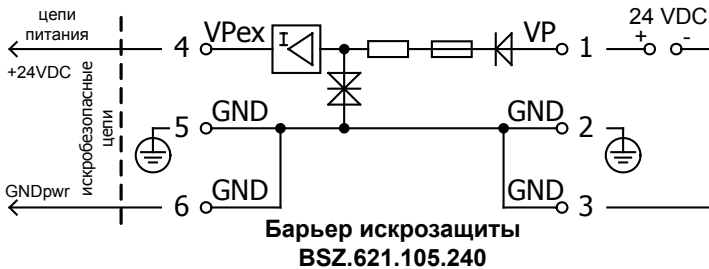 цепи
питания
+24VDC
искробезопасные
цепи
GNDpwr
4 VPex
I
VP 1
24 VDC
+ -
5 GND
GND 2
6 GND
GND 3
Барьер искрозащиты
BSZ.621.105.240